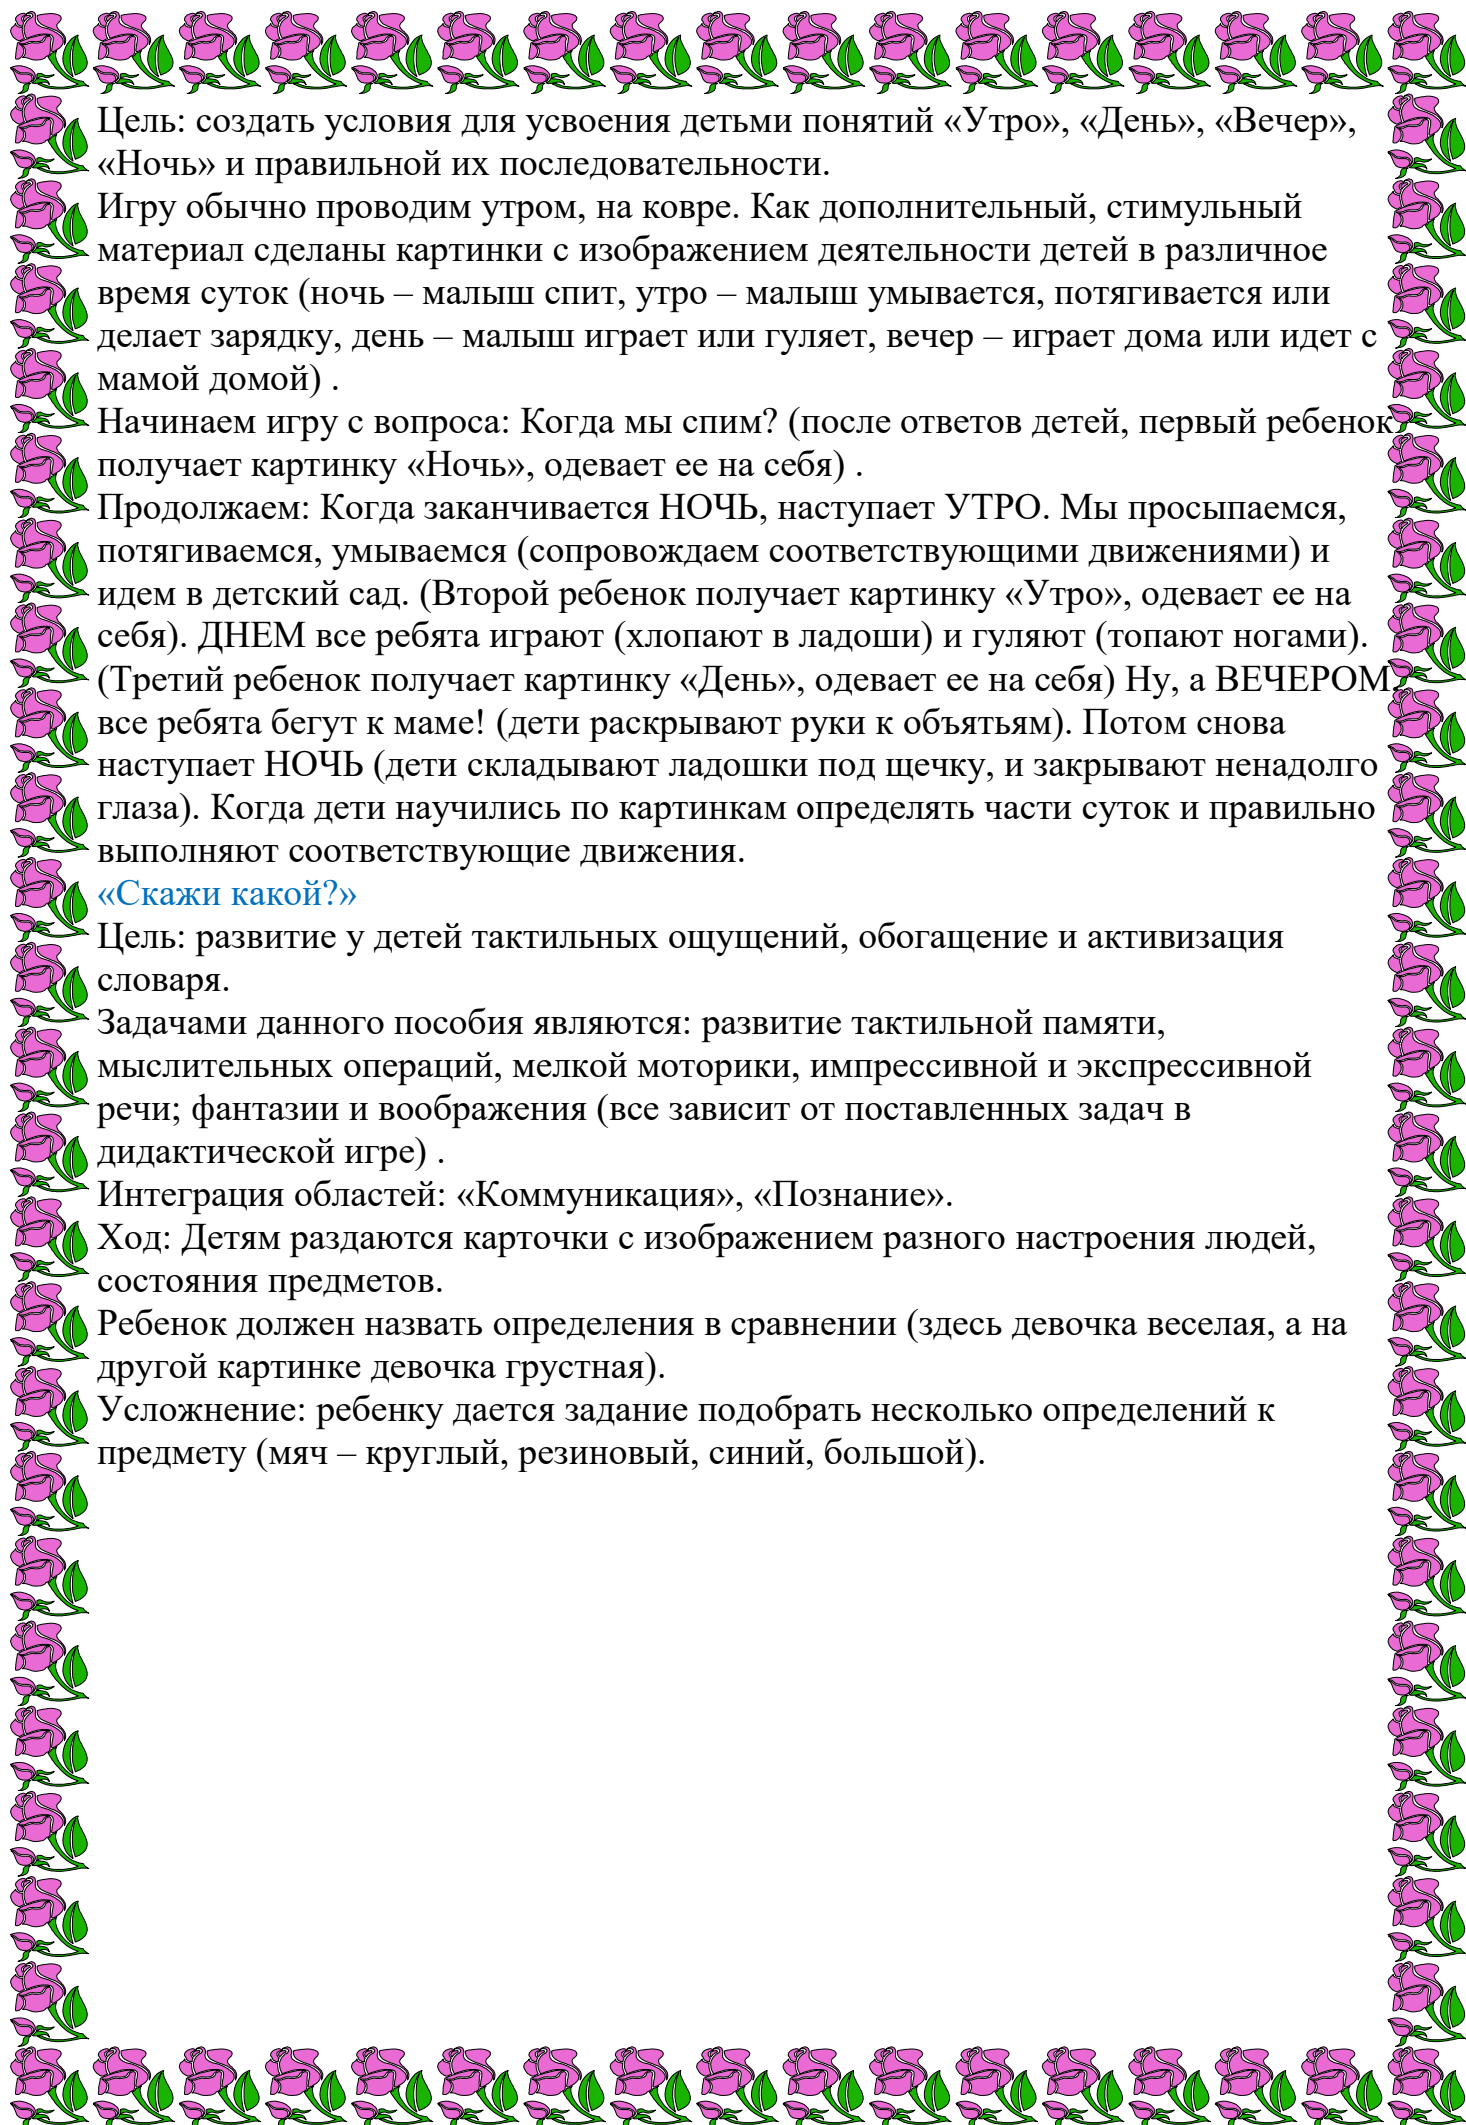 Цель: создать условия для усвоения детьми понятий «Утро», «День», «Вечер»,
«Ночь» и правильной их последовательности.
Игру обычно проводим утром, на ковре. Как дополнительный, стимульный
материал сделаны картинки с изображением деятельности детей в различное
время суток (ночь – малыш спит, утро – малыш умывается, потягивается или
делает зарядку, день – малыш играет или гуляет, вечер – играет дома или идет с
мамой домой) .
Начинаем игру с вопроса: Когда мы спим? (после ответов детей, первый ребенок
получает картинку «Ночь», одевает ее на себя) .
Продолжаем: Когда заканчивается НОЧЬ, наступает УТРО. Мы просыпаемся,
потягиваемся, умываемся (сопровождаем соответствующими движениями) и
идем в детский сад. (Второй ребенок получает картинку «Утро», одевает ее на
себя). ДНЕМ все ребята играют (хлопают в ладоши) и гуляют (топают ногами).
(Третий ребенок получает картинку «День», одевает ее на себя) Ну, а ВЕЧЕРОМ
все ребята бегут к маме! (дети раскрывают руки к объятьям). Потом снова
наступает НОЧЬ (дети складывают ладошки под щечку, и закрывают ненадолго
глаза). Когда дети научились по картинкам определять части суток и правильно
выполняют соответствующие движения.
«Скажи какой?»
Цель: развитие у детей тактильных ощущений, обогащение и активизация
словаря.
Задачами данного пособия являются: развитие тактильной памяти,
мыслительных операций, мелкой моторики, импрессивной и экспрессивной
речи; фантазии и воображения (все зависит от поставленных задач в
дидактической игре) .
Интеграция областей: «Коммуникация», «Познание».
Ход: Детям раздаются карточки с изображением разного настроения людей,
состояния предметов.
Ребенок должен назвать определения в сравнении (здесь девочка веселая, а на
другой картинке девочка грустная).
Усложнение: ребенку дается задание подобрать несколько определений к
предмету (мяч – круглый, резиновый, синий, большой).